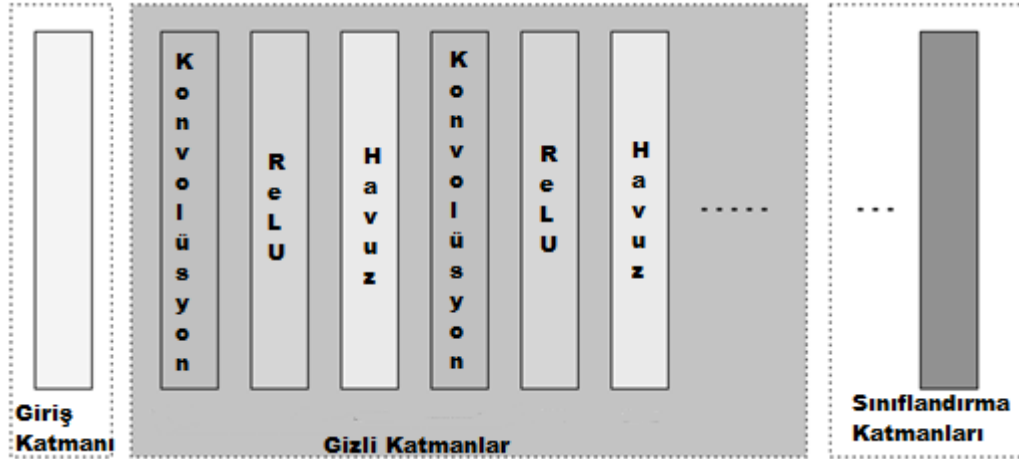 Konvolüsyon
ReLU
Havuz
Konvolüsyon
ReLU
Havuz
-----
---
Giriş
Katmanı
Gizli Katmanlar
Sınıflandırma
Katmanları